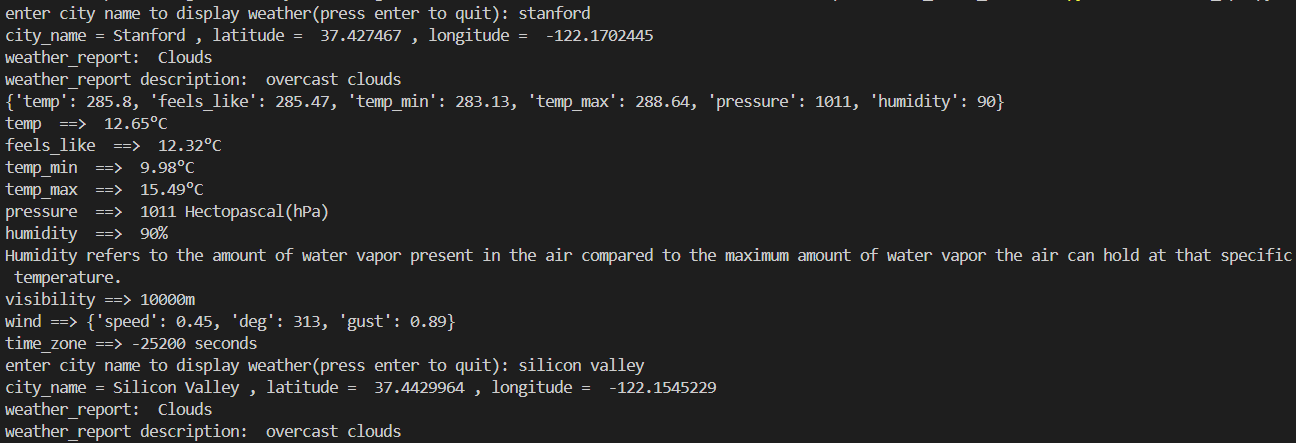 enter city name to display weather(press enter to quit): stanford
city_name = Stanford , latitude =  37.427467 , longitude =  -122.1702445
weather_report:  Clouds
weather_report description:  overcast clouds
{'temp': 285.8, 'feels_like': 285.47, 'temp_min': 283.13, 'temp_max': 288.64, 'pressure': 1011, 'humidity': 90}
temp  ==>  12.65°C
feels_like  ==>  12.32°C
temp_min  ==>  9.98°C
temp_max  ==>  15.49°C
pressure  ==>  1011 Hectopascal(hPa)
humidity  ==>  90%
Humidity refers to the amount of water vapor present in the air compared to the maximum amount of water vapor the air can hold at that specific
 temperature.
visibility ==> 10000m
wind ==> {'speed': 0.45, 'deg': 313, 'gust': 0.89}
time_zone ==> -25200 seconds
enter city name to display weather(press enter to quit): silicon valley
city_name = Silicon Valley , latitude =  37.4429964 , longitude =  -122.1545229
weather_report:  Clouds
weather_report description:  overcast clouds